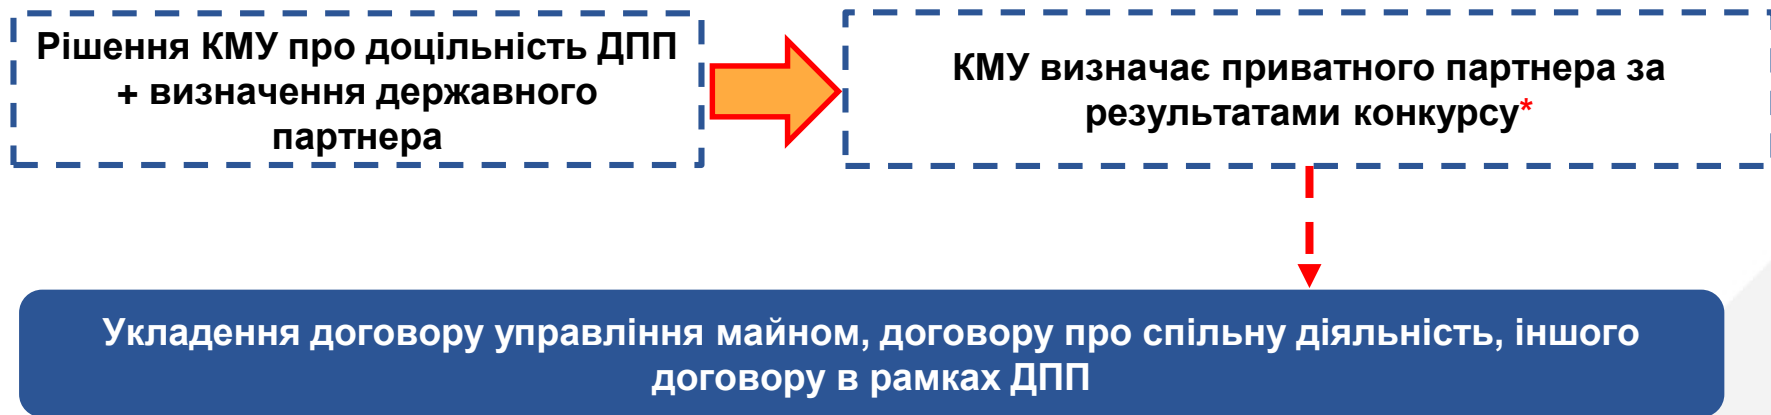 Рішення КМУ про доцільність ДПП
+ визначення державного
партнера
КМУ визначає приватного партнера за
результатами конкурсу*
Укладення договору управління майном, договору про спільну діяльність, іншого
договору в рамках ДПП